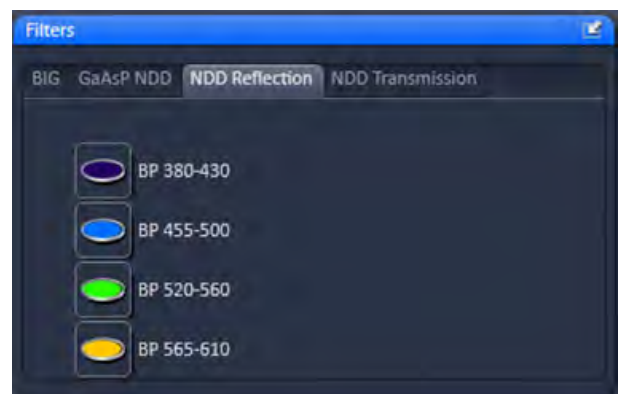 Filters
BIG GaAsP NDD NDD Reflection NDD Transmission
BP 380-430
BP 455-500
BP 520-560
BP 565-610